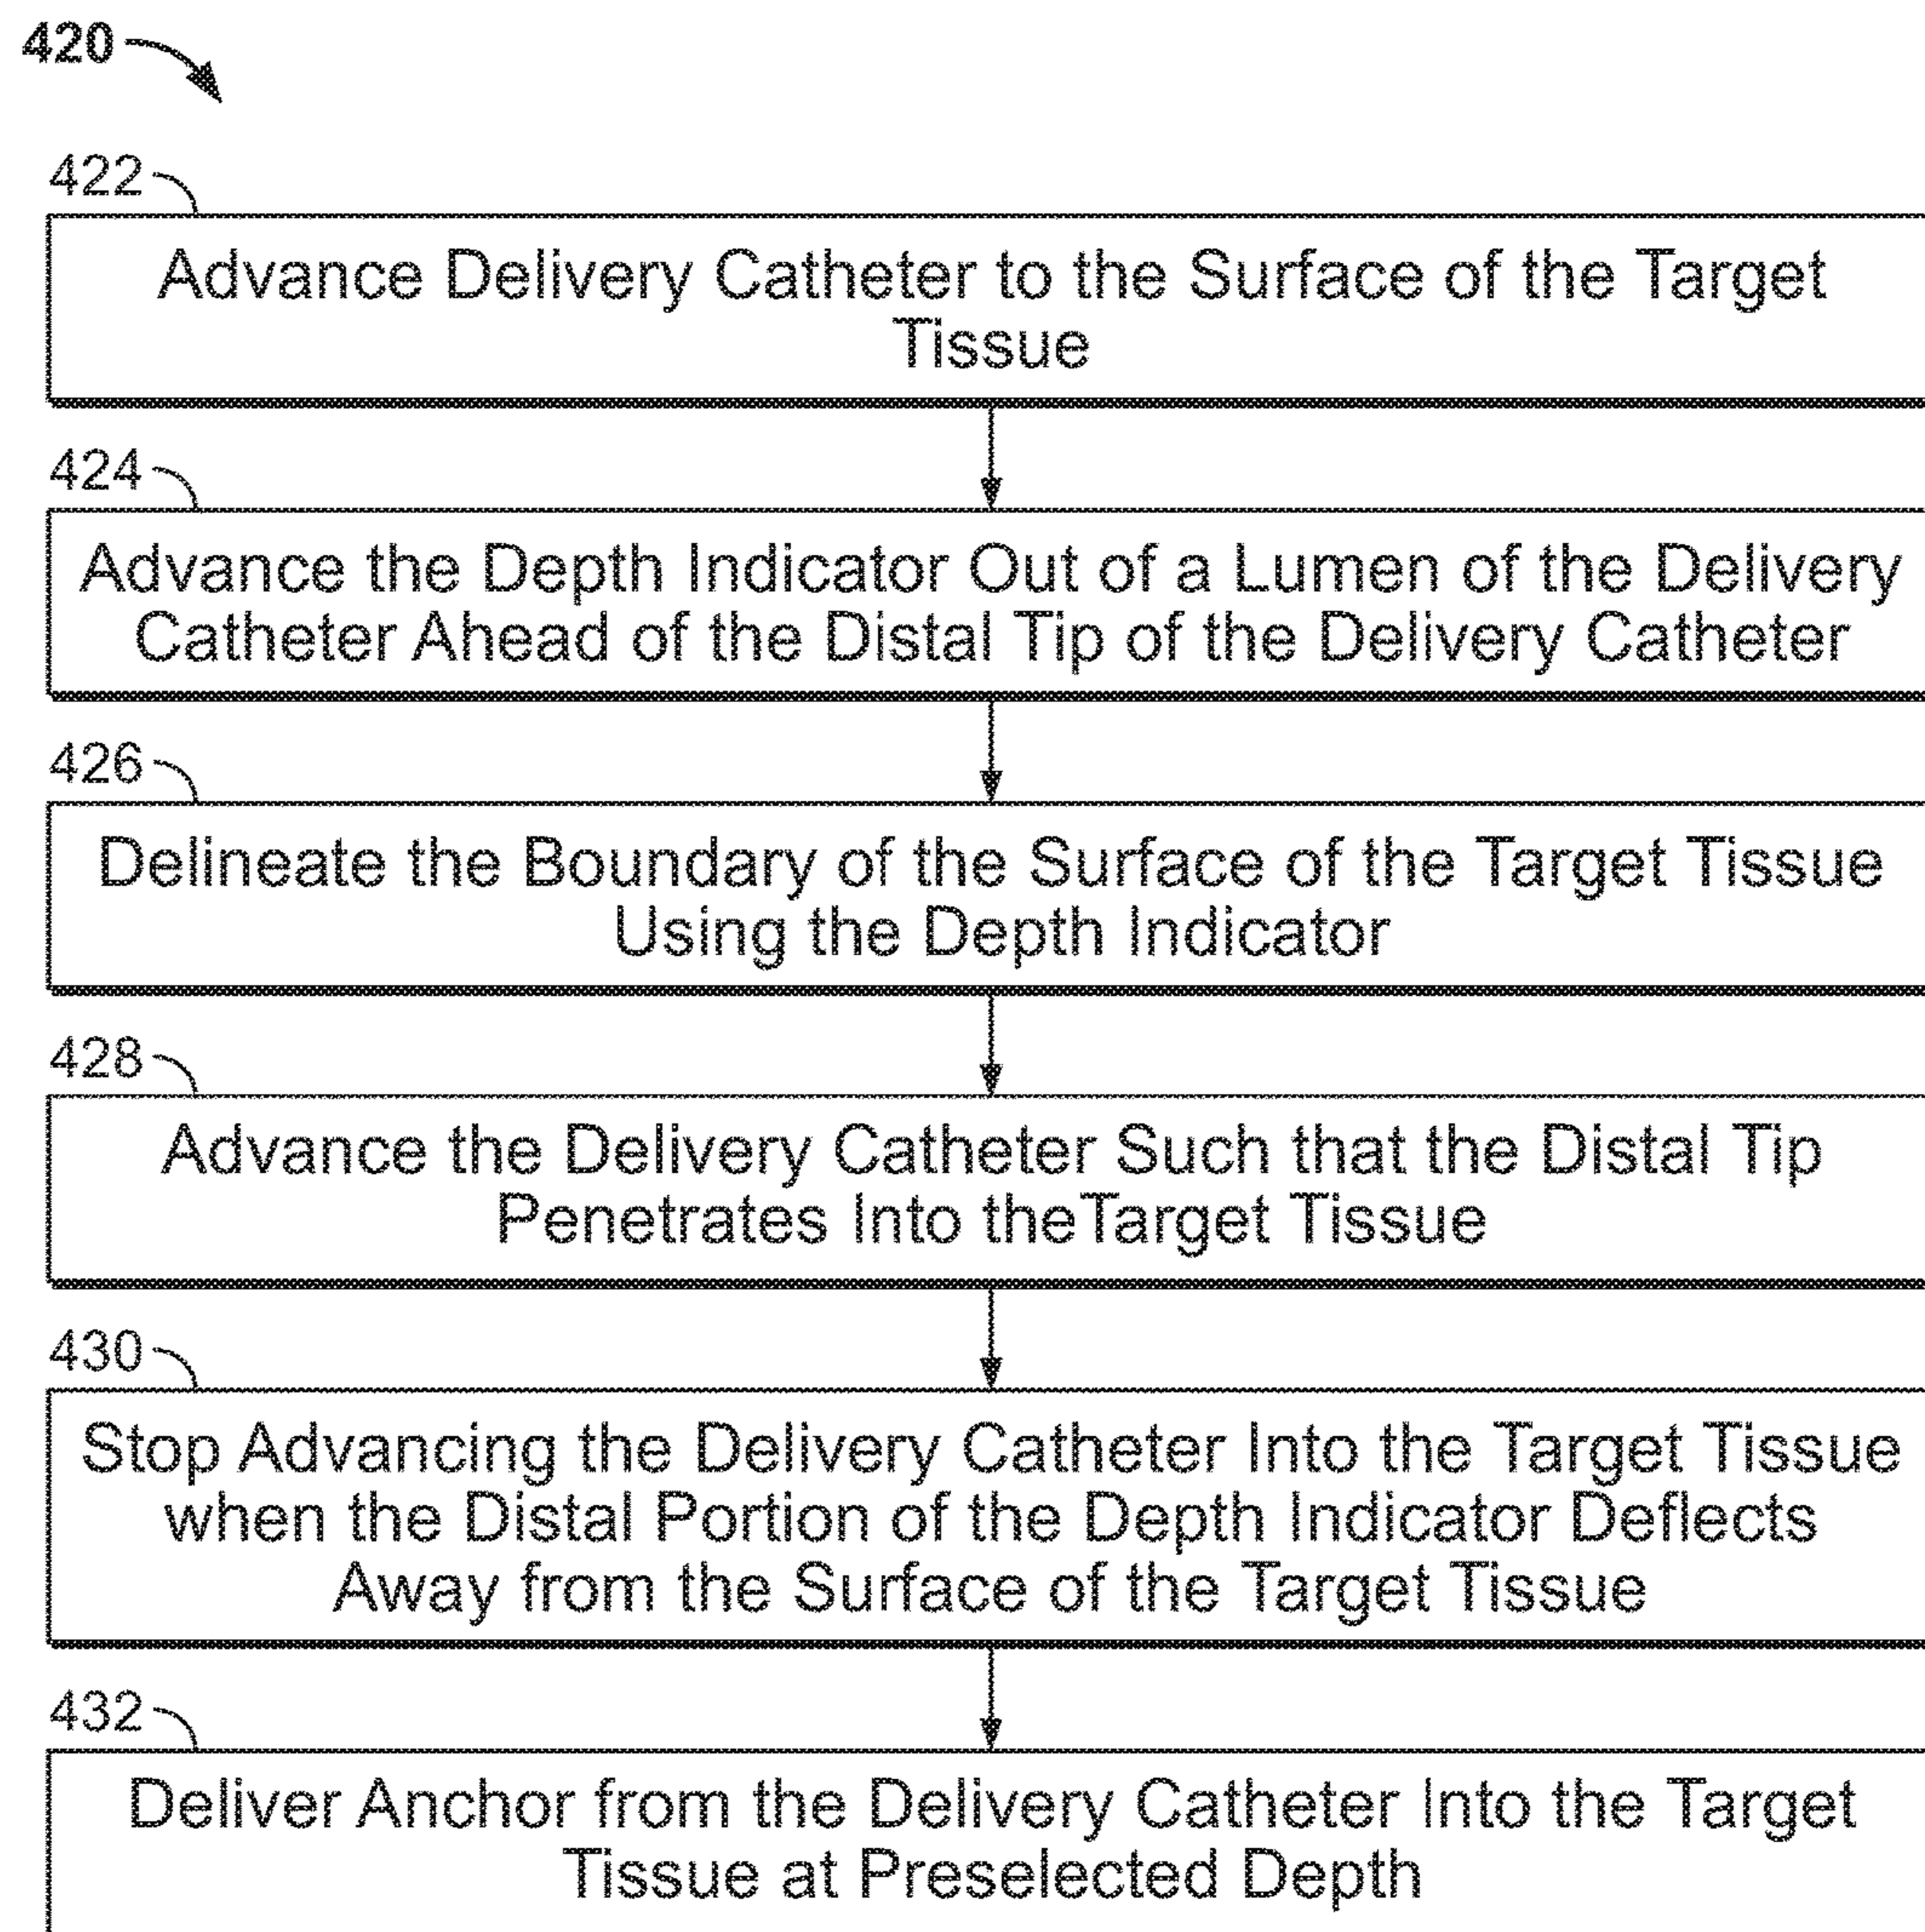 420
422
Advance Delivery Catheter to the Surface of the Target
Tissue
424
Advance the Depth Indicator Out of a Lumen of the Delivery
Catheter Ahead of the Distal Tip of the Delivery Catheter
426
Delineate the Boundary of the Surface of the Target Tissue
Using the Depth Indicator
428
Advance the Delivery Catheter Such that the Distal Tip
Penetrates Into theTarget Tissue
430
Stop Advancing the Delivery Catheter Into the Target Tissue
when the Distal Portion of the Depth Indicator Deflects
Away from the Surface of the Target Tissue
432
Deliver Anchor from the Delivery Catheter Into the Target
Tissue at Preselected Depth